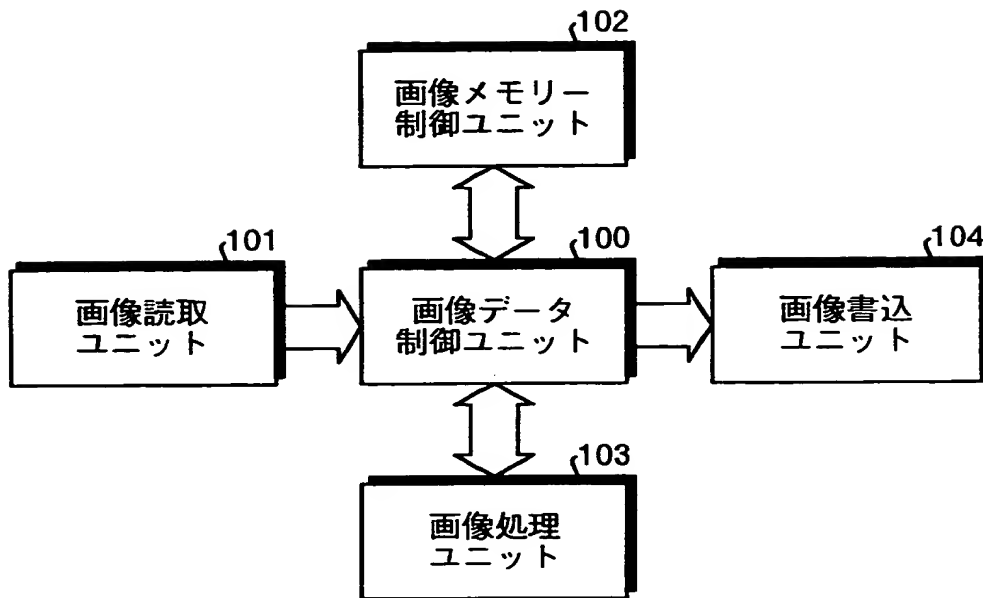 102
画像メモリー
制御ユニット
101
画像読取
ユニット
100
画像データ
制御ユニット
104
画像書込
ユニット
103
画像処理
ユニット